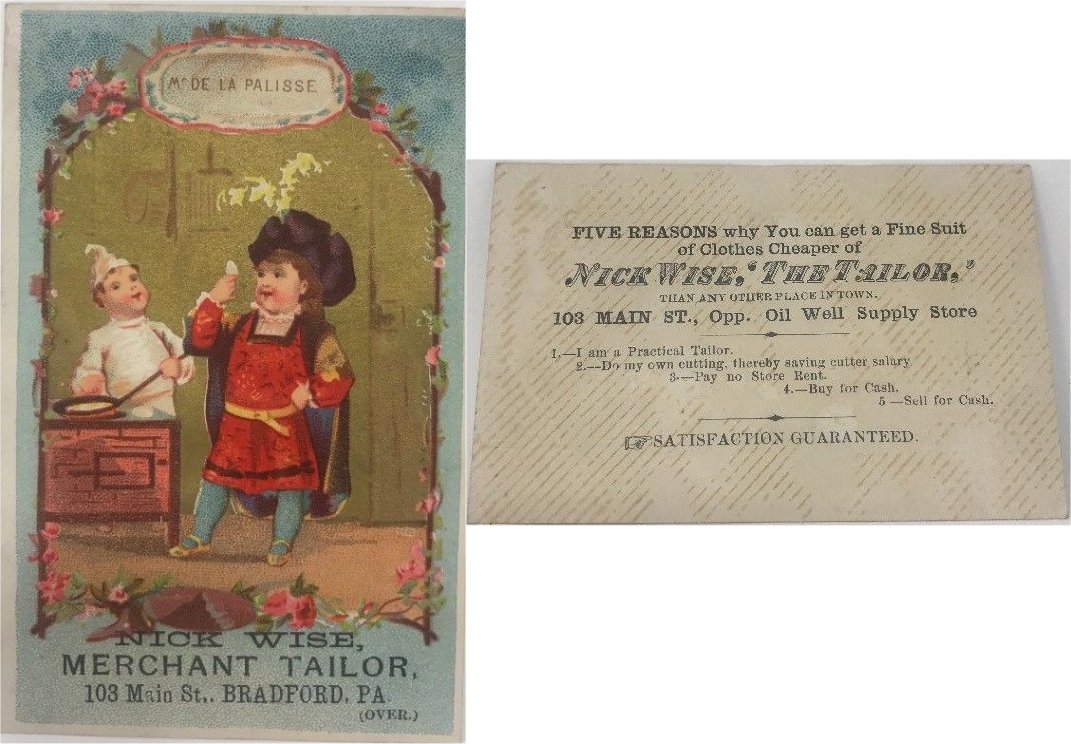 Mr DE LA PALISSE
NICK WISE,
MERCHANT TAILOR,
103 Main St., BRADFORD, PA.
(OVER.)
FIVE REASONS why You can get a Fine Suit
of Clothes Cheaper of
NICK WISE, 'THE TAILOR,'
THAN ANY OTHER PLACE IN TOWN.
103 MAIN ST., Opp. Oil Well Supply Store
1.—I am a Practical Tailor.
2.—Do my own cutting, thereby saving cutter salary
3.—Pay no Store Rent.
4.—Buy for Cash.
5—Sell for Cash.
☞SATISFACTION GUARANTEED.